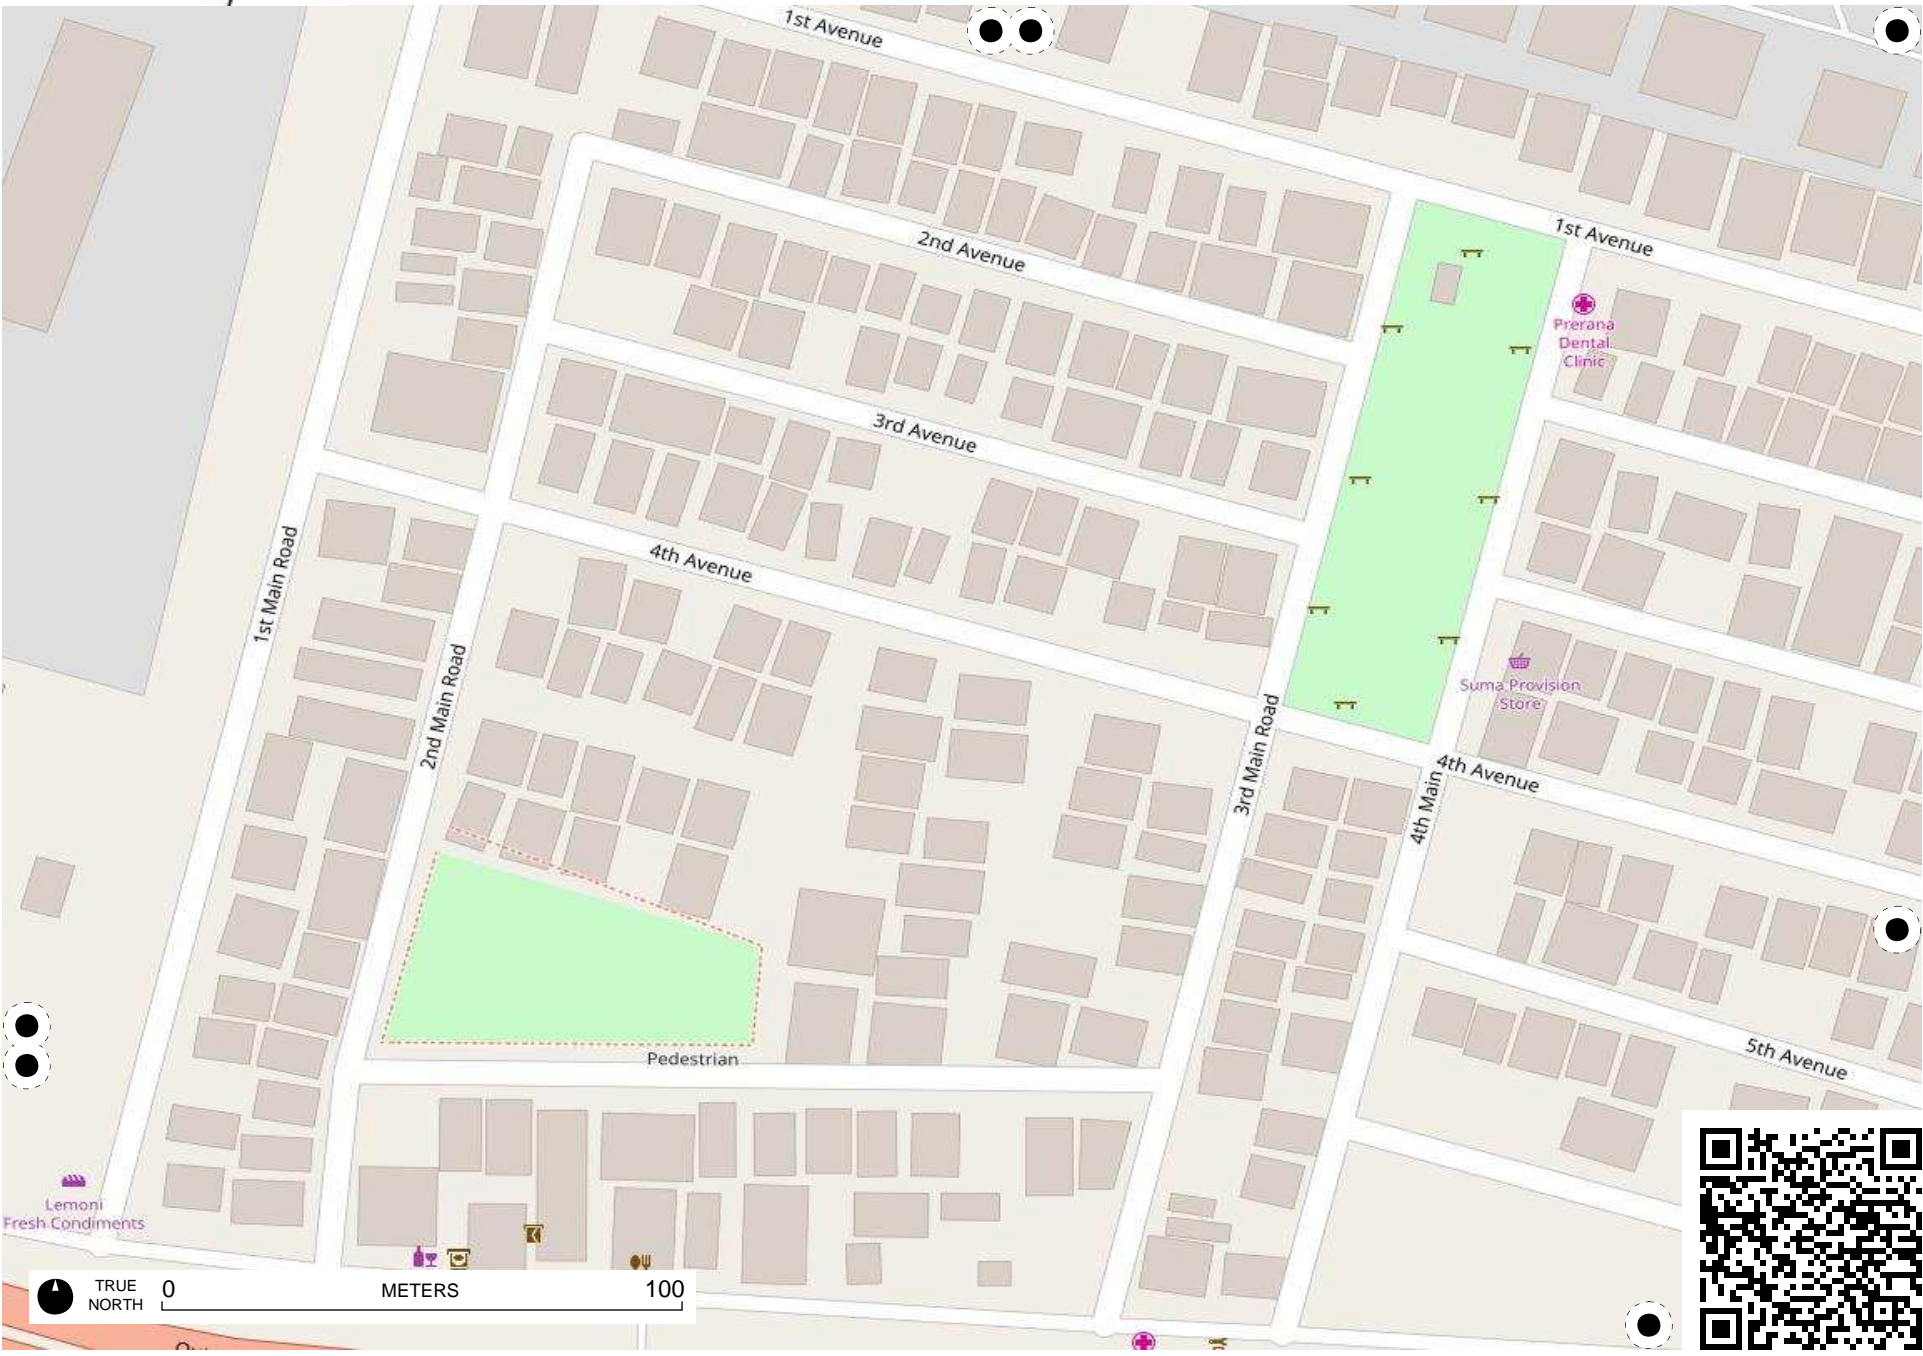 1st Avenue
1st Avenue
2nd Avenue
Prerana
Dental
Clinic
3rd Avenue
4th Avenue
1st Main Road
2nd Main Road
Suma Provision
Store
3rd Main Road
4th Avenue
4th Main
5th Avenue
Pedestrian
Lemoni
Fresh Condiments
TRUE
NORTH
0
METERS
100